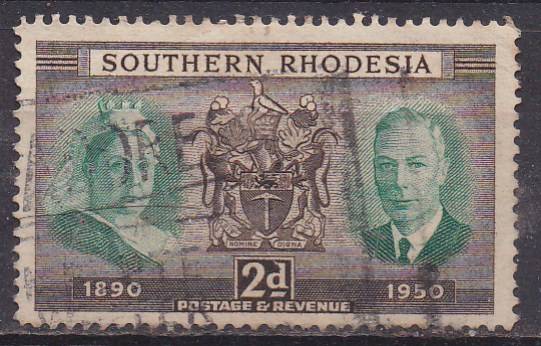 SOUTHERN RHODESIA
NOMINE DIGNA
1890
2d
1950
POSTAGE & REVENUE